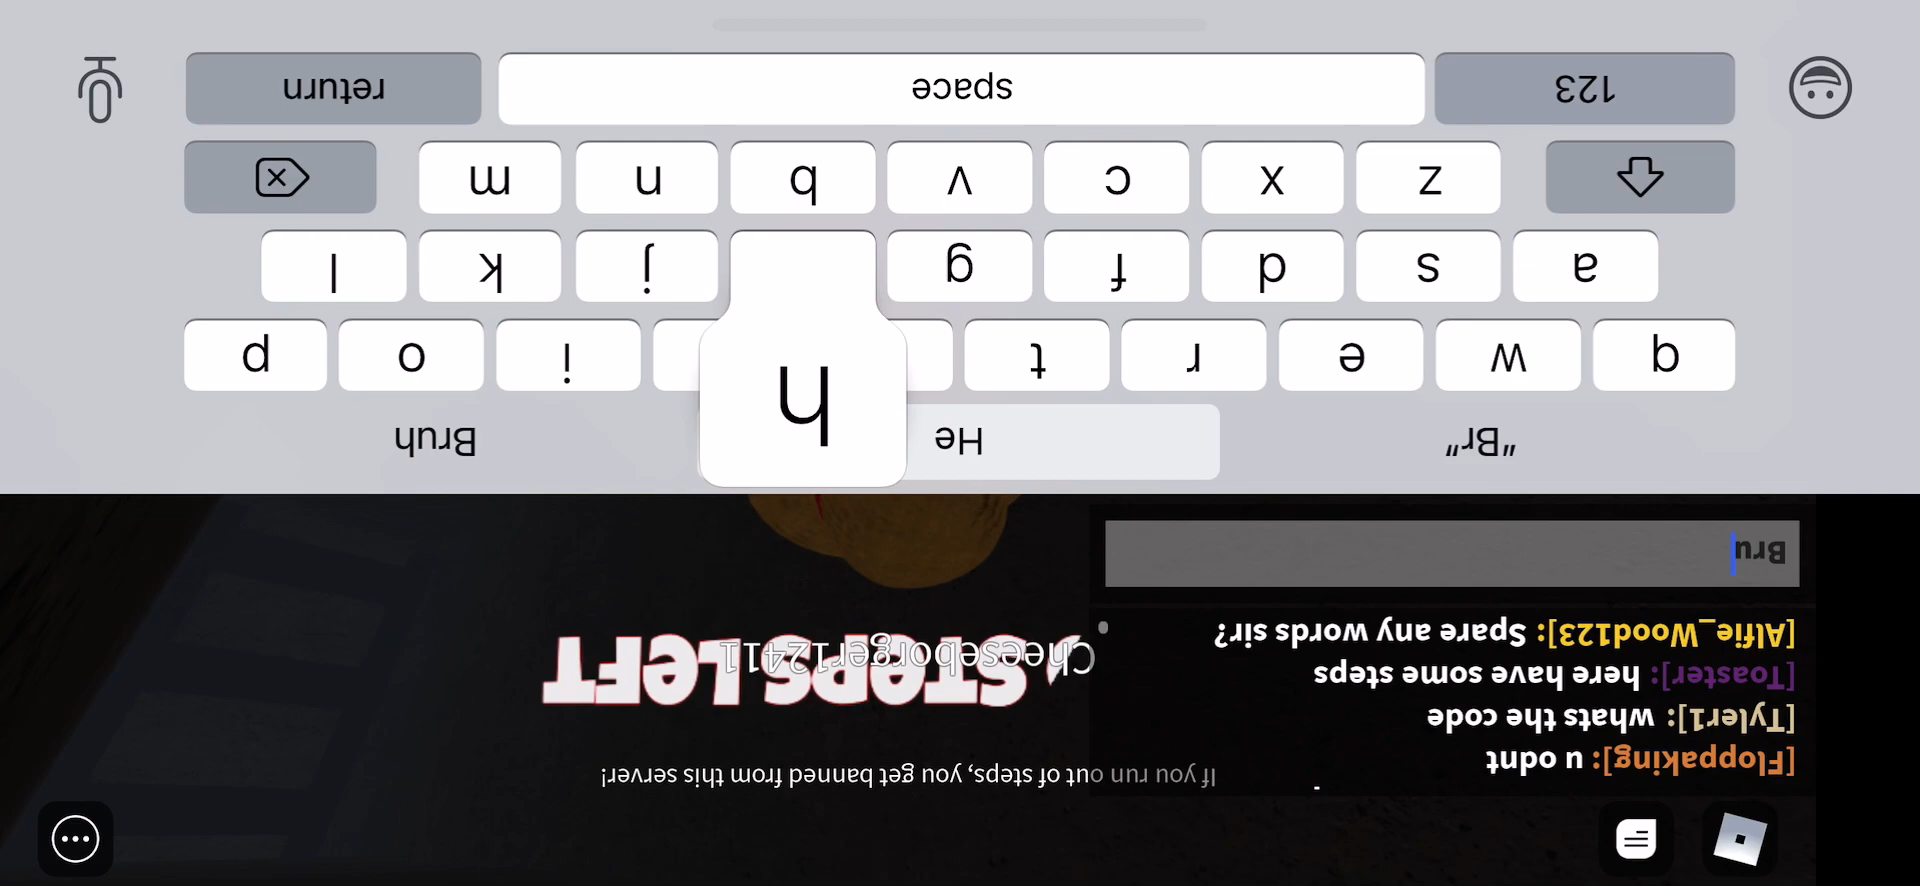 [Floppaking]: u odnt
[Tyler1]: whats the code
[Toaster]: here have some steps
[Alfie_Wood123]: Spare any words sir?
Bru
If you run out of steps, you get banned from this server!
STEPS LEFT
Cheeseborger12411
"Br" He Bruh
q w e r t i o p
a s d f g h j k l
z x c v b n m
123 space return